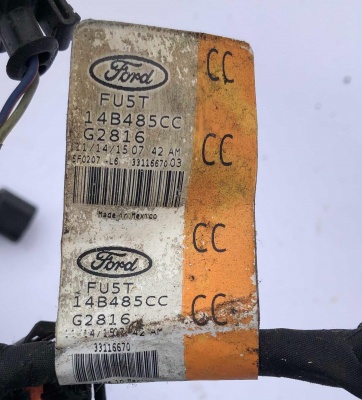 Ford
CC
FU5T
14B485CC
G2816
CC
11/14/15 07 42 AM
33116670 03
Made in Mexico
CC
Ford
FU5T
14B485CC
G2816
CC
33116670